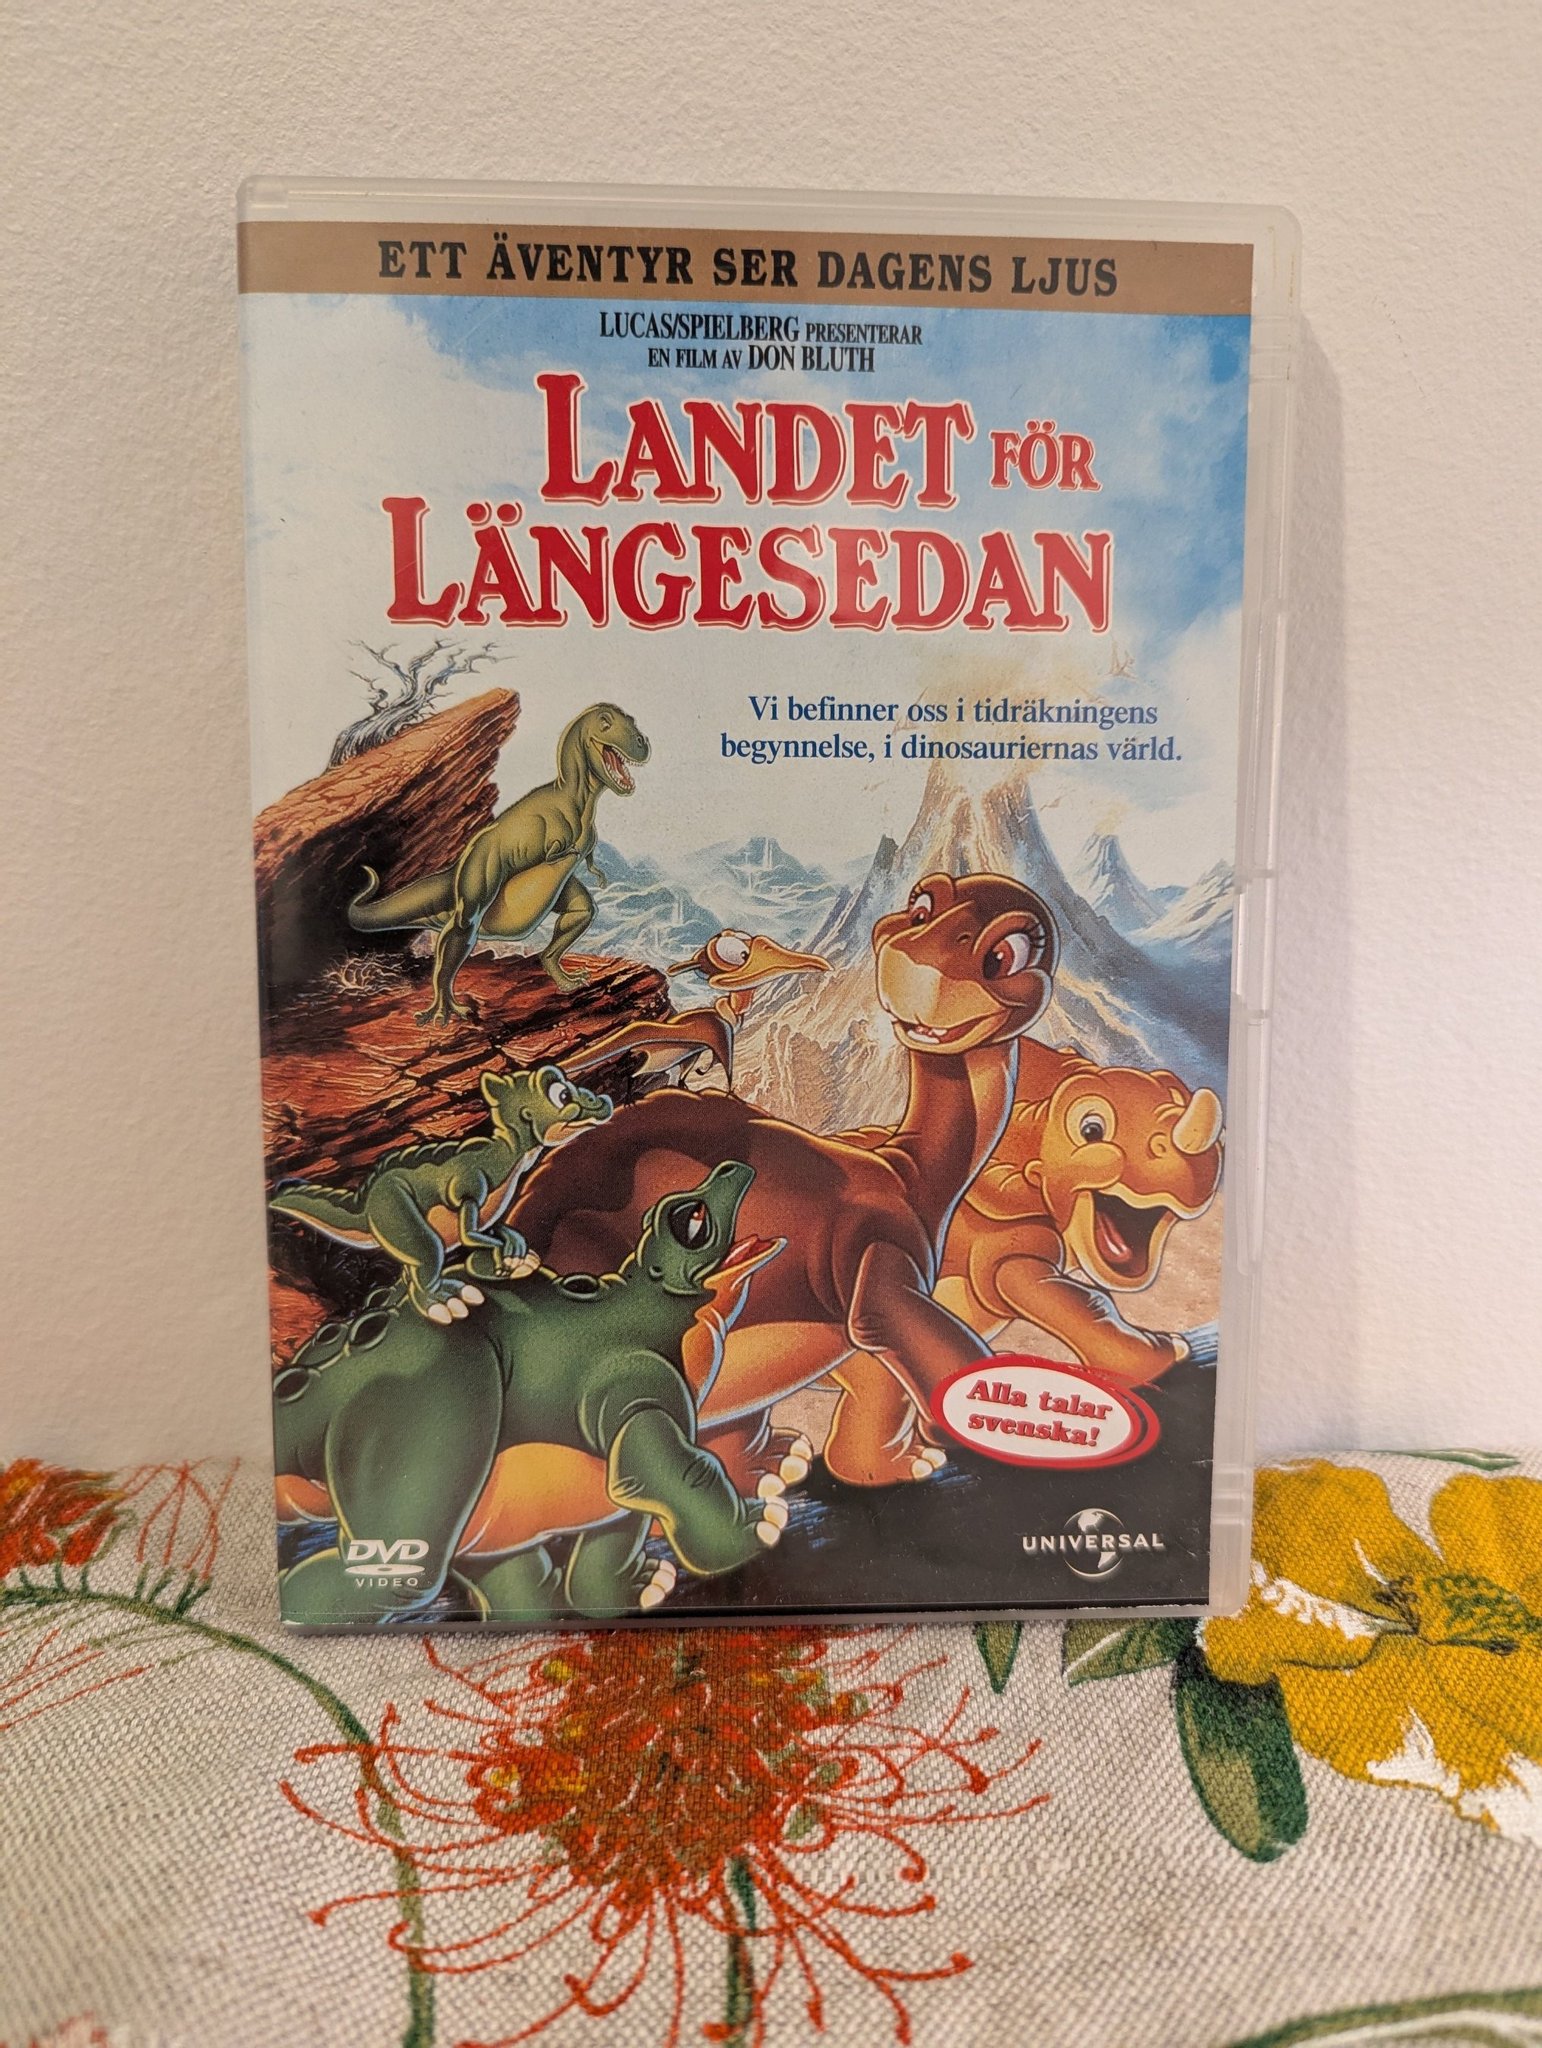 ETT ÄVENTYR SER DAGENS LJUS
LUCAS/SPIELBERG PRESENTERAR
EN FILM AV DON BLUTH
LANDET FÖR
LÄNGESEDAN
Vi befinner oss i tidräkningens
begynnelse, i dinosauriernas värld.
Alla talar
svenska!
DVD
VIDEO
UNIVERSAL